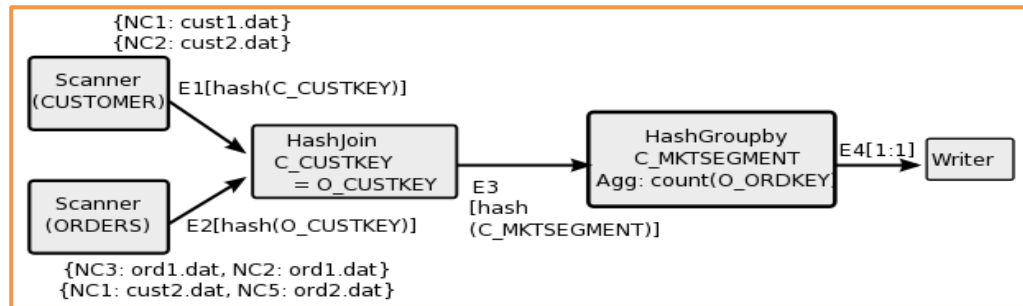 {NC1: cust1.dat}
{NC2: cust2.dat}
Scanner
(CUSTOMER)
E1[hash(C_CUSTKEY)]
HashJoin
C_CUSTKEY
= O_CUSTKEY
Scanner
(ORDERS)
E2[hash(O_CUSTKEY)]
{NC3: ord1.dat, NC2: ord1.dat}
{NC1: cust2.dat, NC5: ord2.dat}
E3
[hash
(C_MKTSEGMENT)]
HashGroupby
C_MKTSEGMENT
Agg: count(O_ORDKEY)
E4[1:1]
Writer